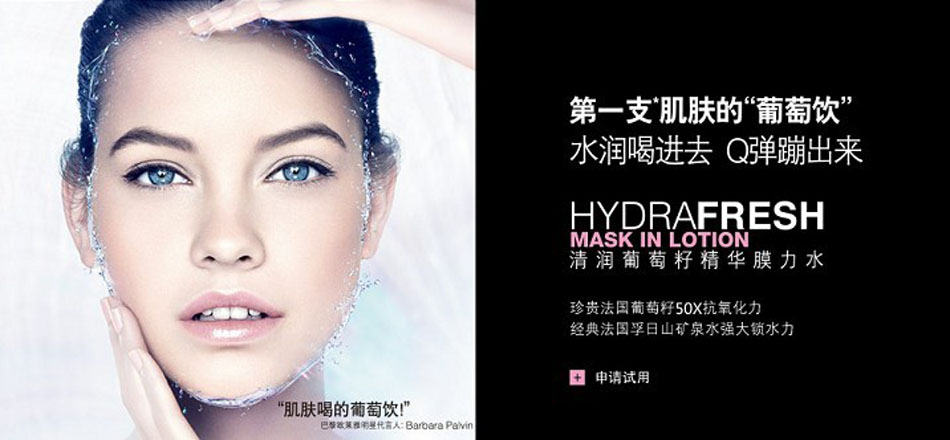 “肌肤喝的葡萄饮!”
巴黎欧莱雅明星代言人: Barbara Palvin
第一支*肌肤的“葡萄饮”
水润喝进去 Q弹蹦出来
HYDRAFRESH
MASK IN LOTION
清润葡萄籽精华膜力水
珍贵法国葡萄籽50X抗氧化力
经典法国孚日山矿泉水强大锁水力
+ 申请试用